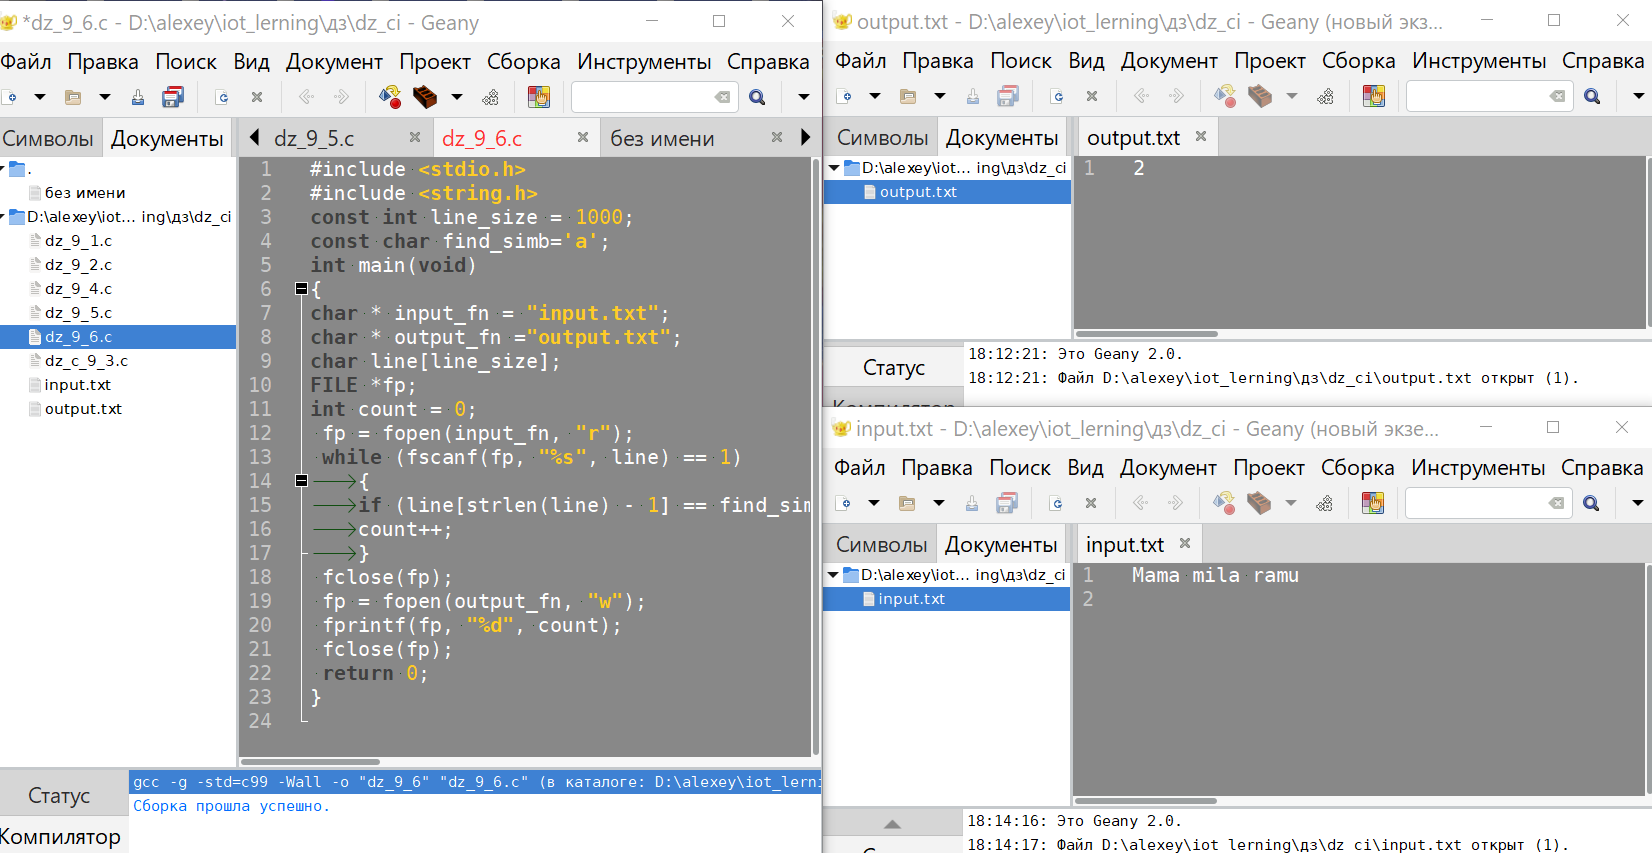 *dz_9_6.c - D:\alexey\iot_lerning\дз\dz_ci - Geany
Файл Правка Поиск Вид Документ Проект Сборка Инструменты Справка
Символы Документы
dz_9_5.c dz_9_6.c без имени
.
без имени
D:\alexey\iot... ing\дз\dz_ci
dz_9_1.c
dz_9_2.c
dz_9_4.c
dz_9_5.c
dz_9_6.c
dz_c_9_3.c
input.txt
output.txt
1 #include <stdio.h>
2 #include <string.h>
3 const int line_size = 1000;
4 const char find_simb='a';
5 int main(void)
6 {
7 char * input_fn = "input.txt";
8 char * output_fn ="output.txt";
9 char line[line_size];
10 FILE *fp;
11 int count = 0;
12 fp = fopen(input_fn, "r");
13 while (fscanf(fp, "%s", line) == 1)
14 {
15 if (line[strlen(line) - 1] == find_sim
16 count++;
17 }
18 fclose(fp);
19 fp = fopen(output_fn, "w");
20 fprintf(fp, "%d", count);
21 fclose(fp);
22 return 0;
23 }
24
Статус
Компилятор
gcc -g -std=c99 -Wall -o "dz_9_6" "dz_9_6.c" (в каталоге: D:\alexey\iot_lerni
Сборка прошла успешно.
output.txt - D:\alexey\iot_lerning\дз\dz_ci - Geany (новый экз...
Файл Правка Поиск Вид Документ Проект Сборка Инструменты Справка
Символы Документы
output.txt
D:\alexey\iot... ing\дз\dz_ci
output.txt
1 2
Статус
18:12:21: Это Geany 2.0.
18:12:21: Файл D:\alexey\iot_lerning\дз\dz_ci\output.txt открыт (1).
Компилятор
input.txt - D:\alexey\iot_lerning\дз\dz_ci - Geany (новый экзе...
Файл Правка Поиск Вид Документ Проект Сборка Инструменты Справка
Символы Документы
input.txt
D:\alexey\iot... ing\дз\dz_ci
input.txt
1 Mama mila ramu
2
18:14:16: Это Geany 2.0.
18:14:17: Файл D:\alexey\iot_lerning\дз\dz_ci\input.txt открыт (1).